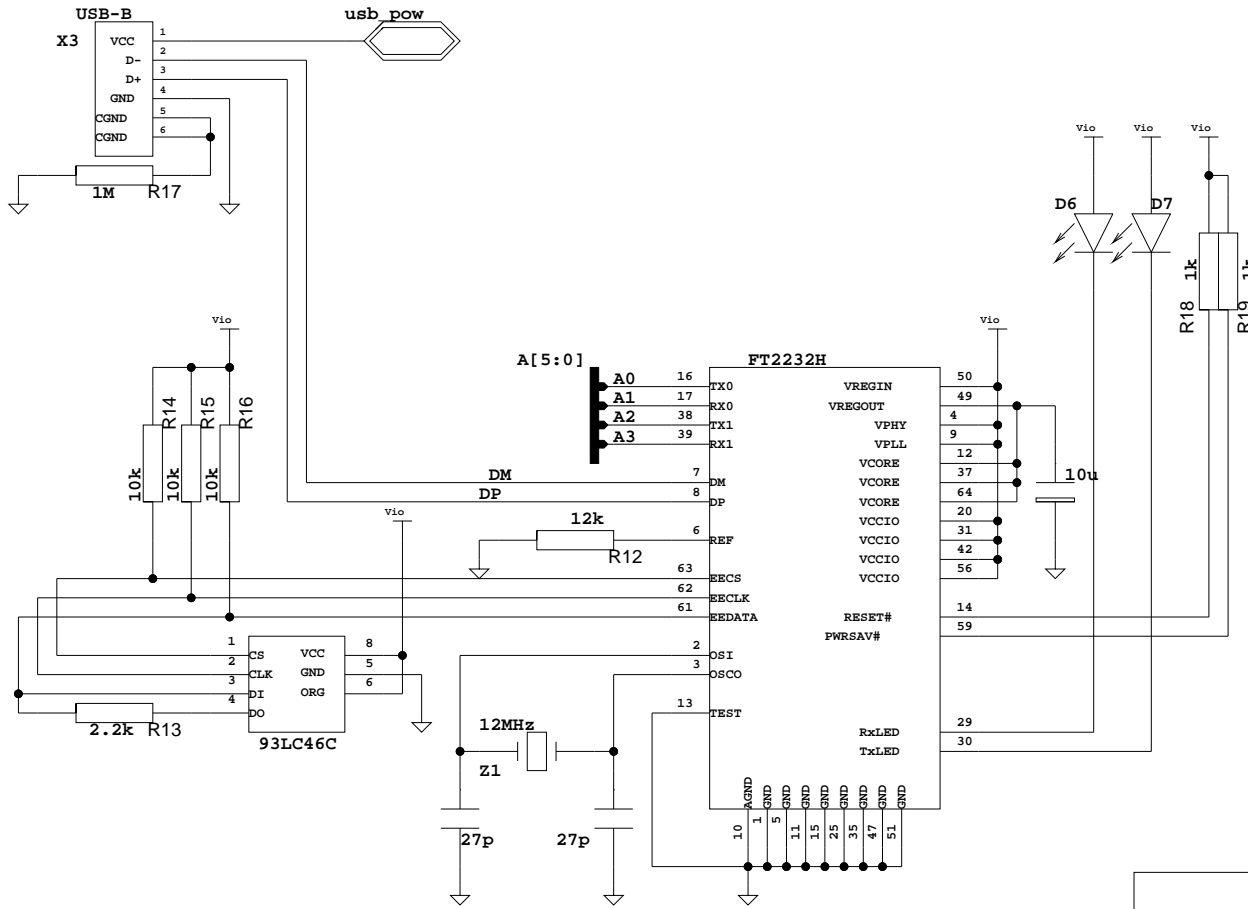 USB-B
usb_pow
X3
VCC 1
D- 2
D+ 3
GND 4
CGND 5
CGND 6
1M R17
Vio
Vio
Vio
D6
D7
1k
1k
R18
R19
Vio
R14
R15
R16
10k
10k
10k
Vio
A[5:0]
FT2232H
Vio
A0 16 TX0
A1 17 RX0
A2 38 TX1
A3 39 RX1
DM 7 DM
DP 8 DP
12k
R12
6 REF
63 EECS
62 EECLK
61 EEDATA
2 OSI
3 OSCO
13 TEST
VREGIN 50
VREGOUT 49
VPHY 4
VPLL 9
VCORE 12
VCORE 37
VCORE 64
VCCIO 20
VCCIO 31
VCCIO 42
VCCIO 56
RESET# 14
PWRSAV# 59
RxLED 29
TxLED 30
10u
1 CS VCC 8
2 CLK GND 5
3 DI ORG 6
4 DO
2.2k R13
93LC46C
12MHz
Z1
27p
27p
AGND
GND
GND
GND
GND
GND
GND
GND
GND
10
1
5
11
15
25
35
47
51